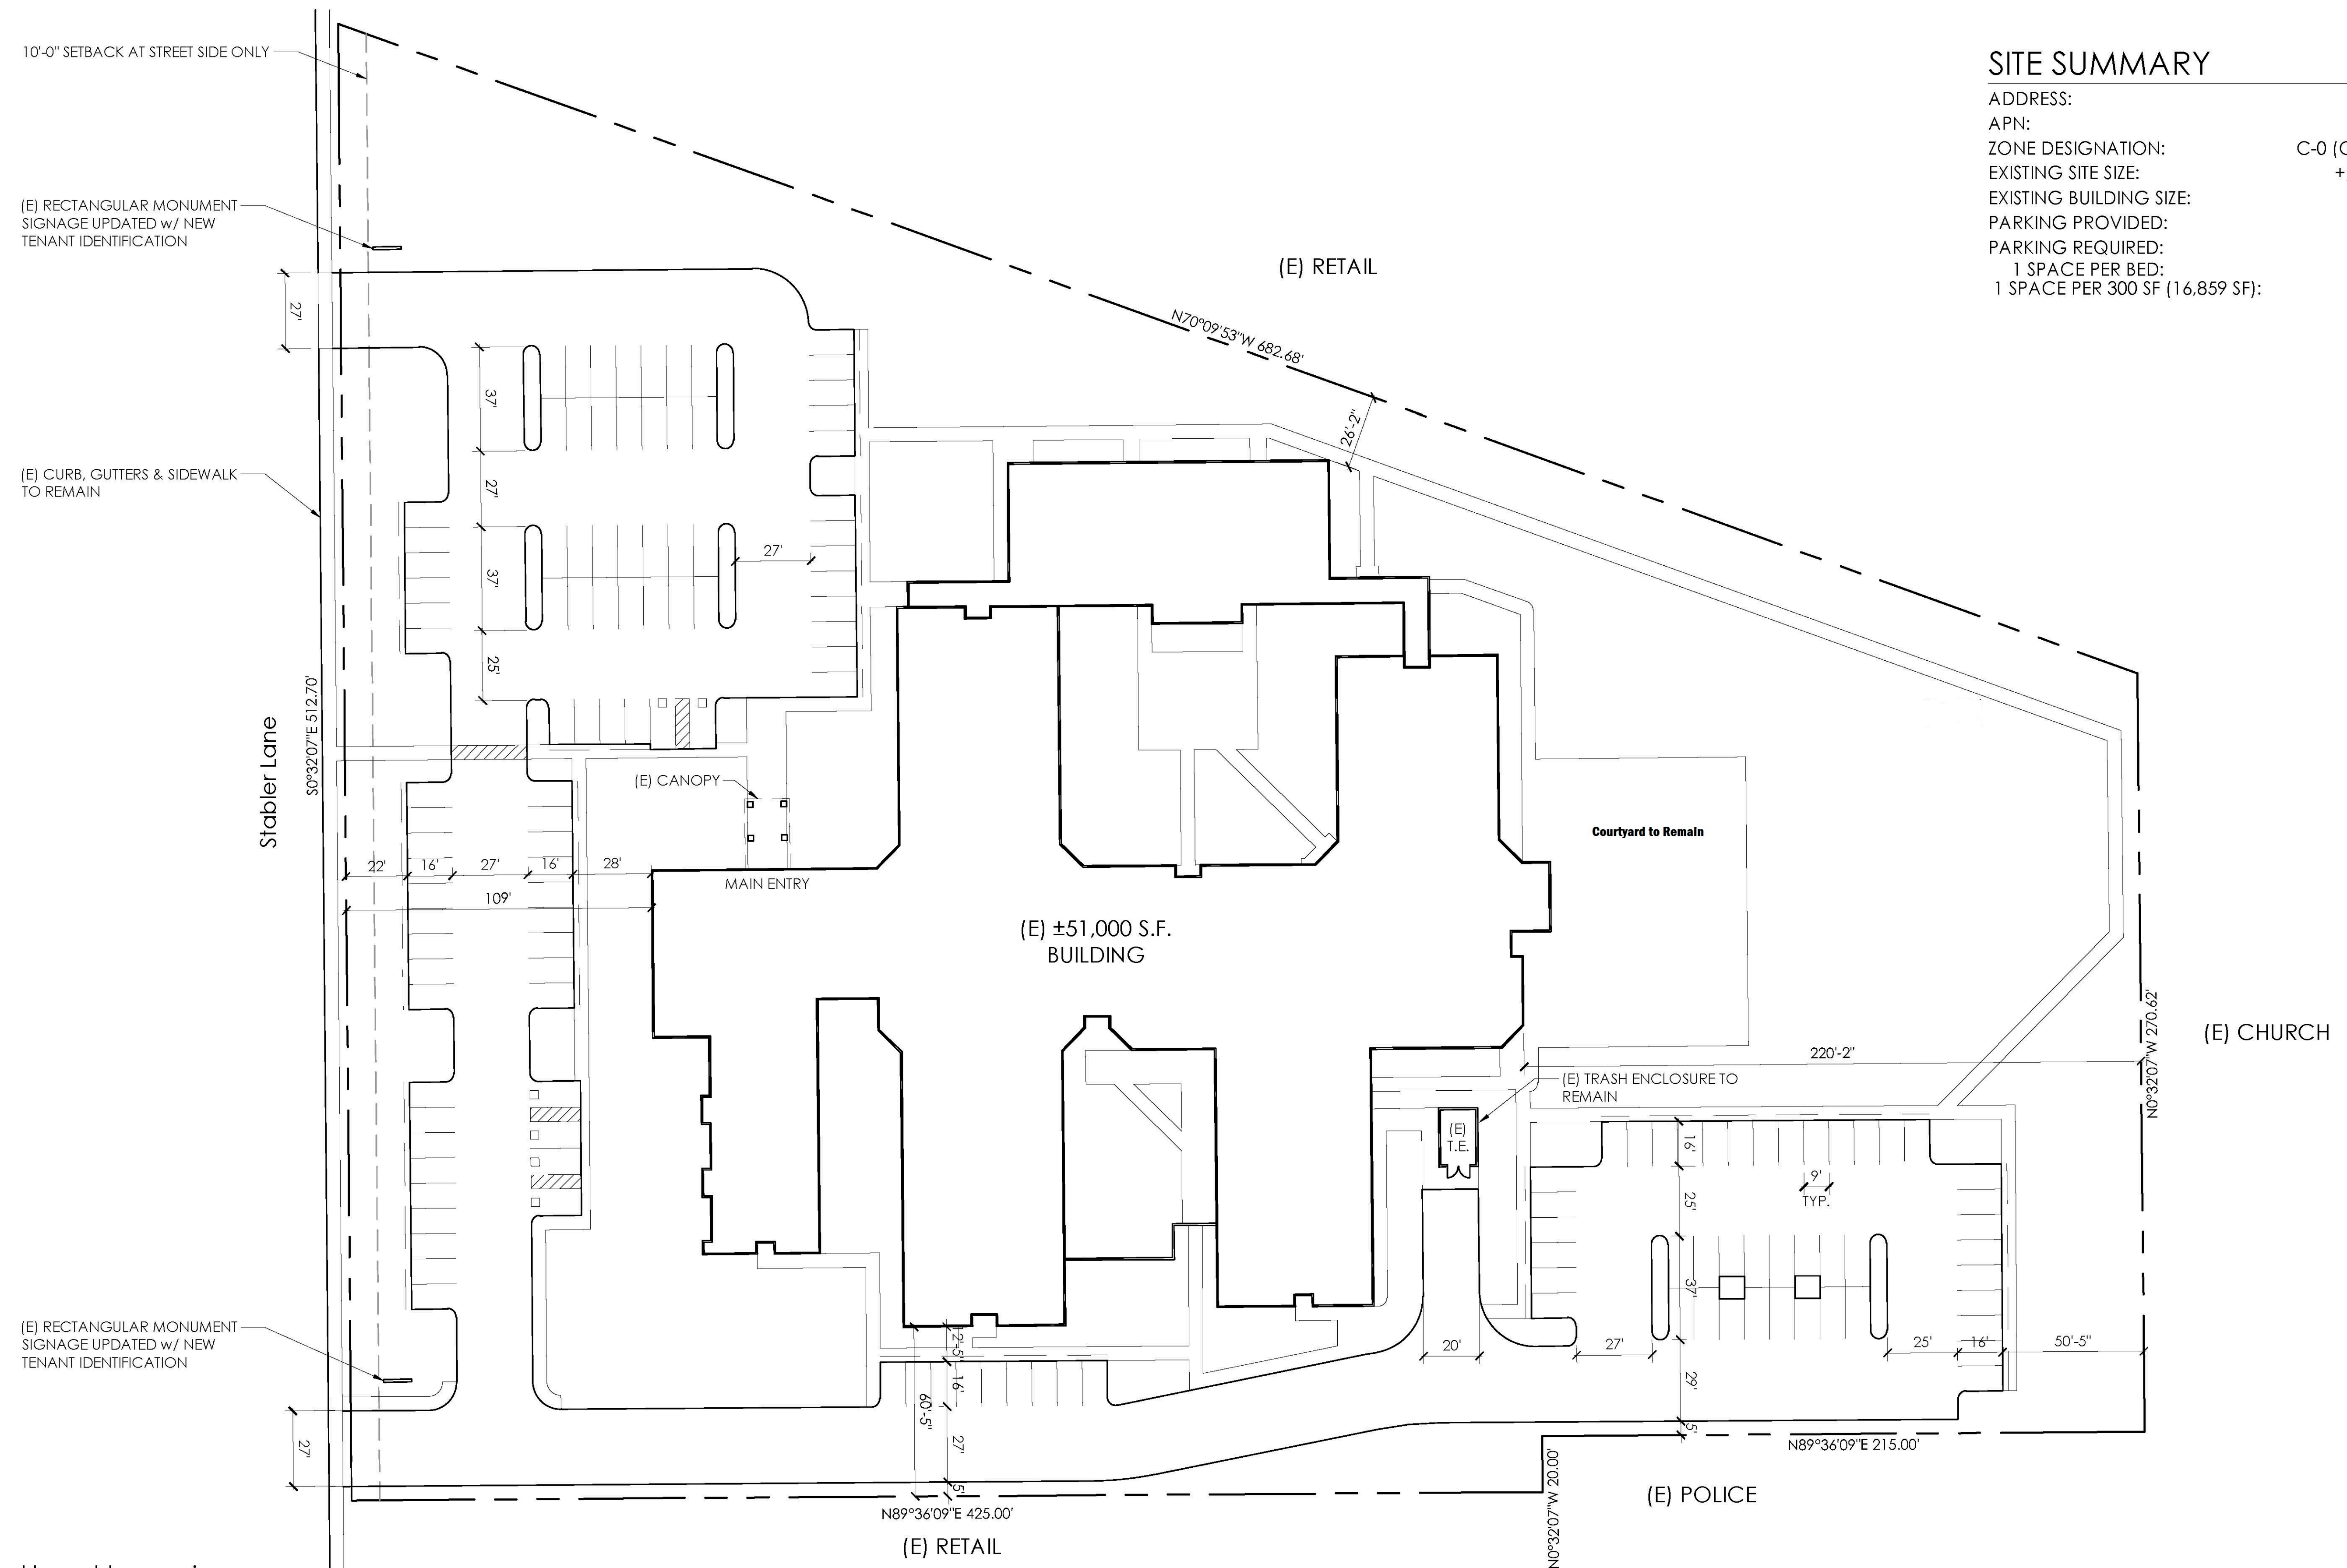 10'-0" SETBACK AT STREET SIDE ONLY
SITE SUMMARY
ADDRESS:
APN:
ZONE DESIGNATION: C-0 (
EXISTING SITE SIZE: +
EXISTING BUILDING SIZE:
PARKING PROVIDED:
PARKING REQUIRED:
1 SPACE PER BED:
1 SPACE PER 300 SF (16,859 SF):
(E) RECTANGULAR MONUMENT
SIGNAGE UPDATED w/ NEW
TENANT IDENTIFICATION
(E) RETAIL
27'
N70°09'53"W 682.68'
37'
26'-2"
(E) CURB, GUTTERS & SIDEWALK
TO REMAIN
27'
27'
37'
25'
S0°32'07"E 512.70'
Stabler Lane
(E) CANOPY
Courtyard to Remain
22'
16'
27'
16'
28'
MAIN ENTRY
109'
(E) ±51,000 S.F.
BUILDING
N0°32'07"W 270.62'
(E) CHURCH
220'-2"
(E) TRASH ENCLOSURE TO
REMAIN
(E)
T.E.
16'
9'
TYP.
25'
37'
(E) RECTANGULAR MONUMENT
SIGNAGE UPDATED w/ NEW
TENANT IDENTIFICATION
12'-5"
20'
27'
25'
16'
50'-5"
16'
29'
60'-5"
5'
27'
27'
5'
N89°36'09"E 215.00'
N89°36'09"E 425.00'
N0°32'07"W 20.00'
(E) POLICE
(E) RETAIL